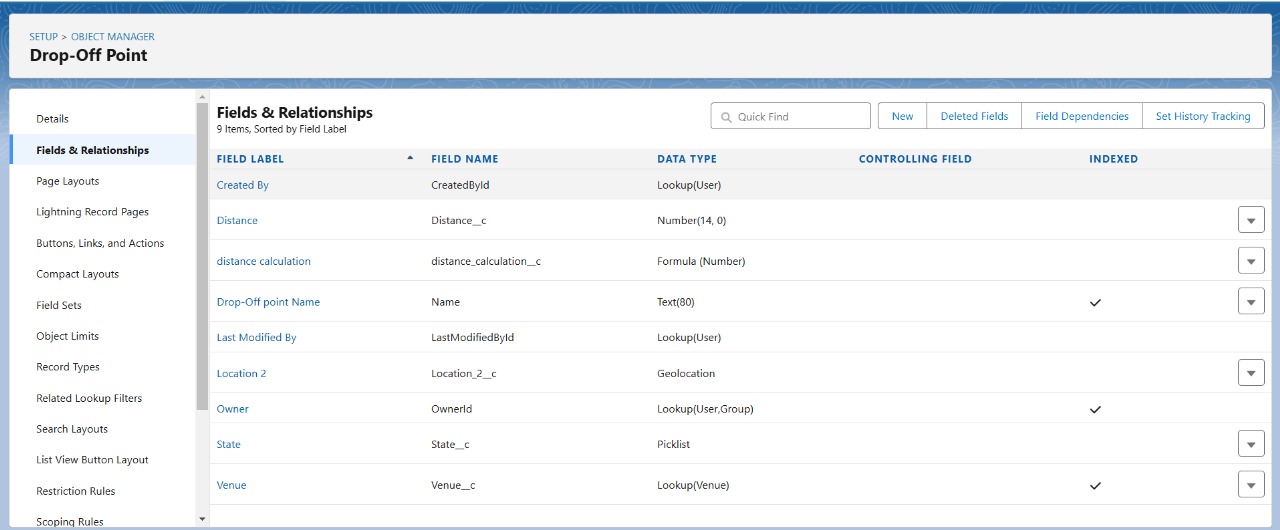 SETUP > OBJECT MANAGER
Drop-Off Point
Details
Fields & Relationships
Page Layouts
Lightning Record Pages
Buttons, Links, and Actions
Compact Layouts
Field Sets
Object Limits
Record Types
Related Lookup Filters
Search Layouts
List View Button Layout
Restriction Rules
Scoping Rules
Fields & Relationships
9 Items, Sorted by Field Label
Quick Find New Deleted Fields Field Dependencies Set History Tracking
FIELD LABEL FIELD NAME DATA TYPE CONTROLLING FIELD INDEXED
Created By CreatedById Lookup(User)
Distance Distance__c Number(14, 0)
distance calculation distance_calculation__c Formula (Number)
Drop-Off point Name Name Text(80)
Last Modified By LastModifiedById Lookup(User)
Location 2 Location_2__c Geolocation
Owner OwnerId Lookup(User,Group)
State State__c Picklist
Venue Venue__c Lookup(Venue)